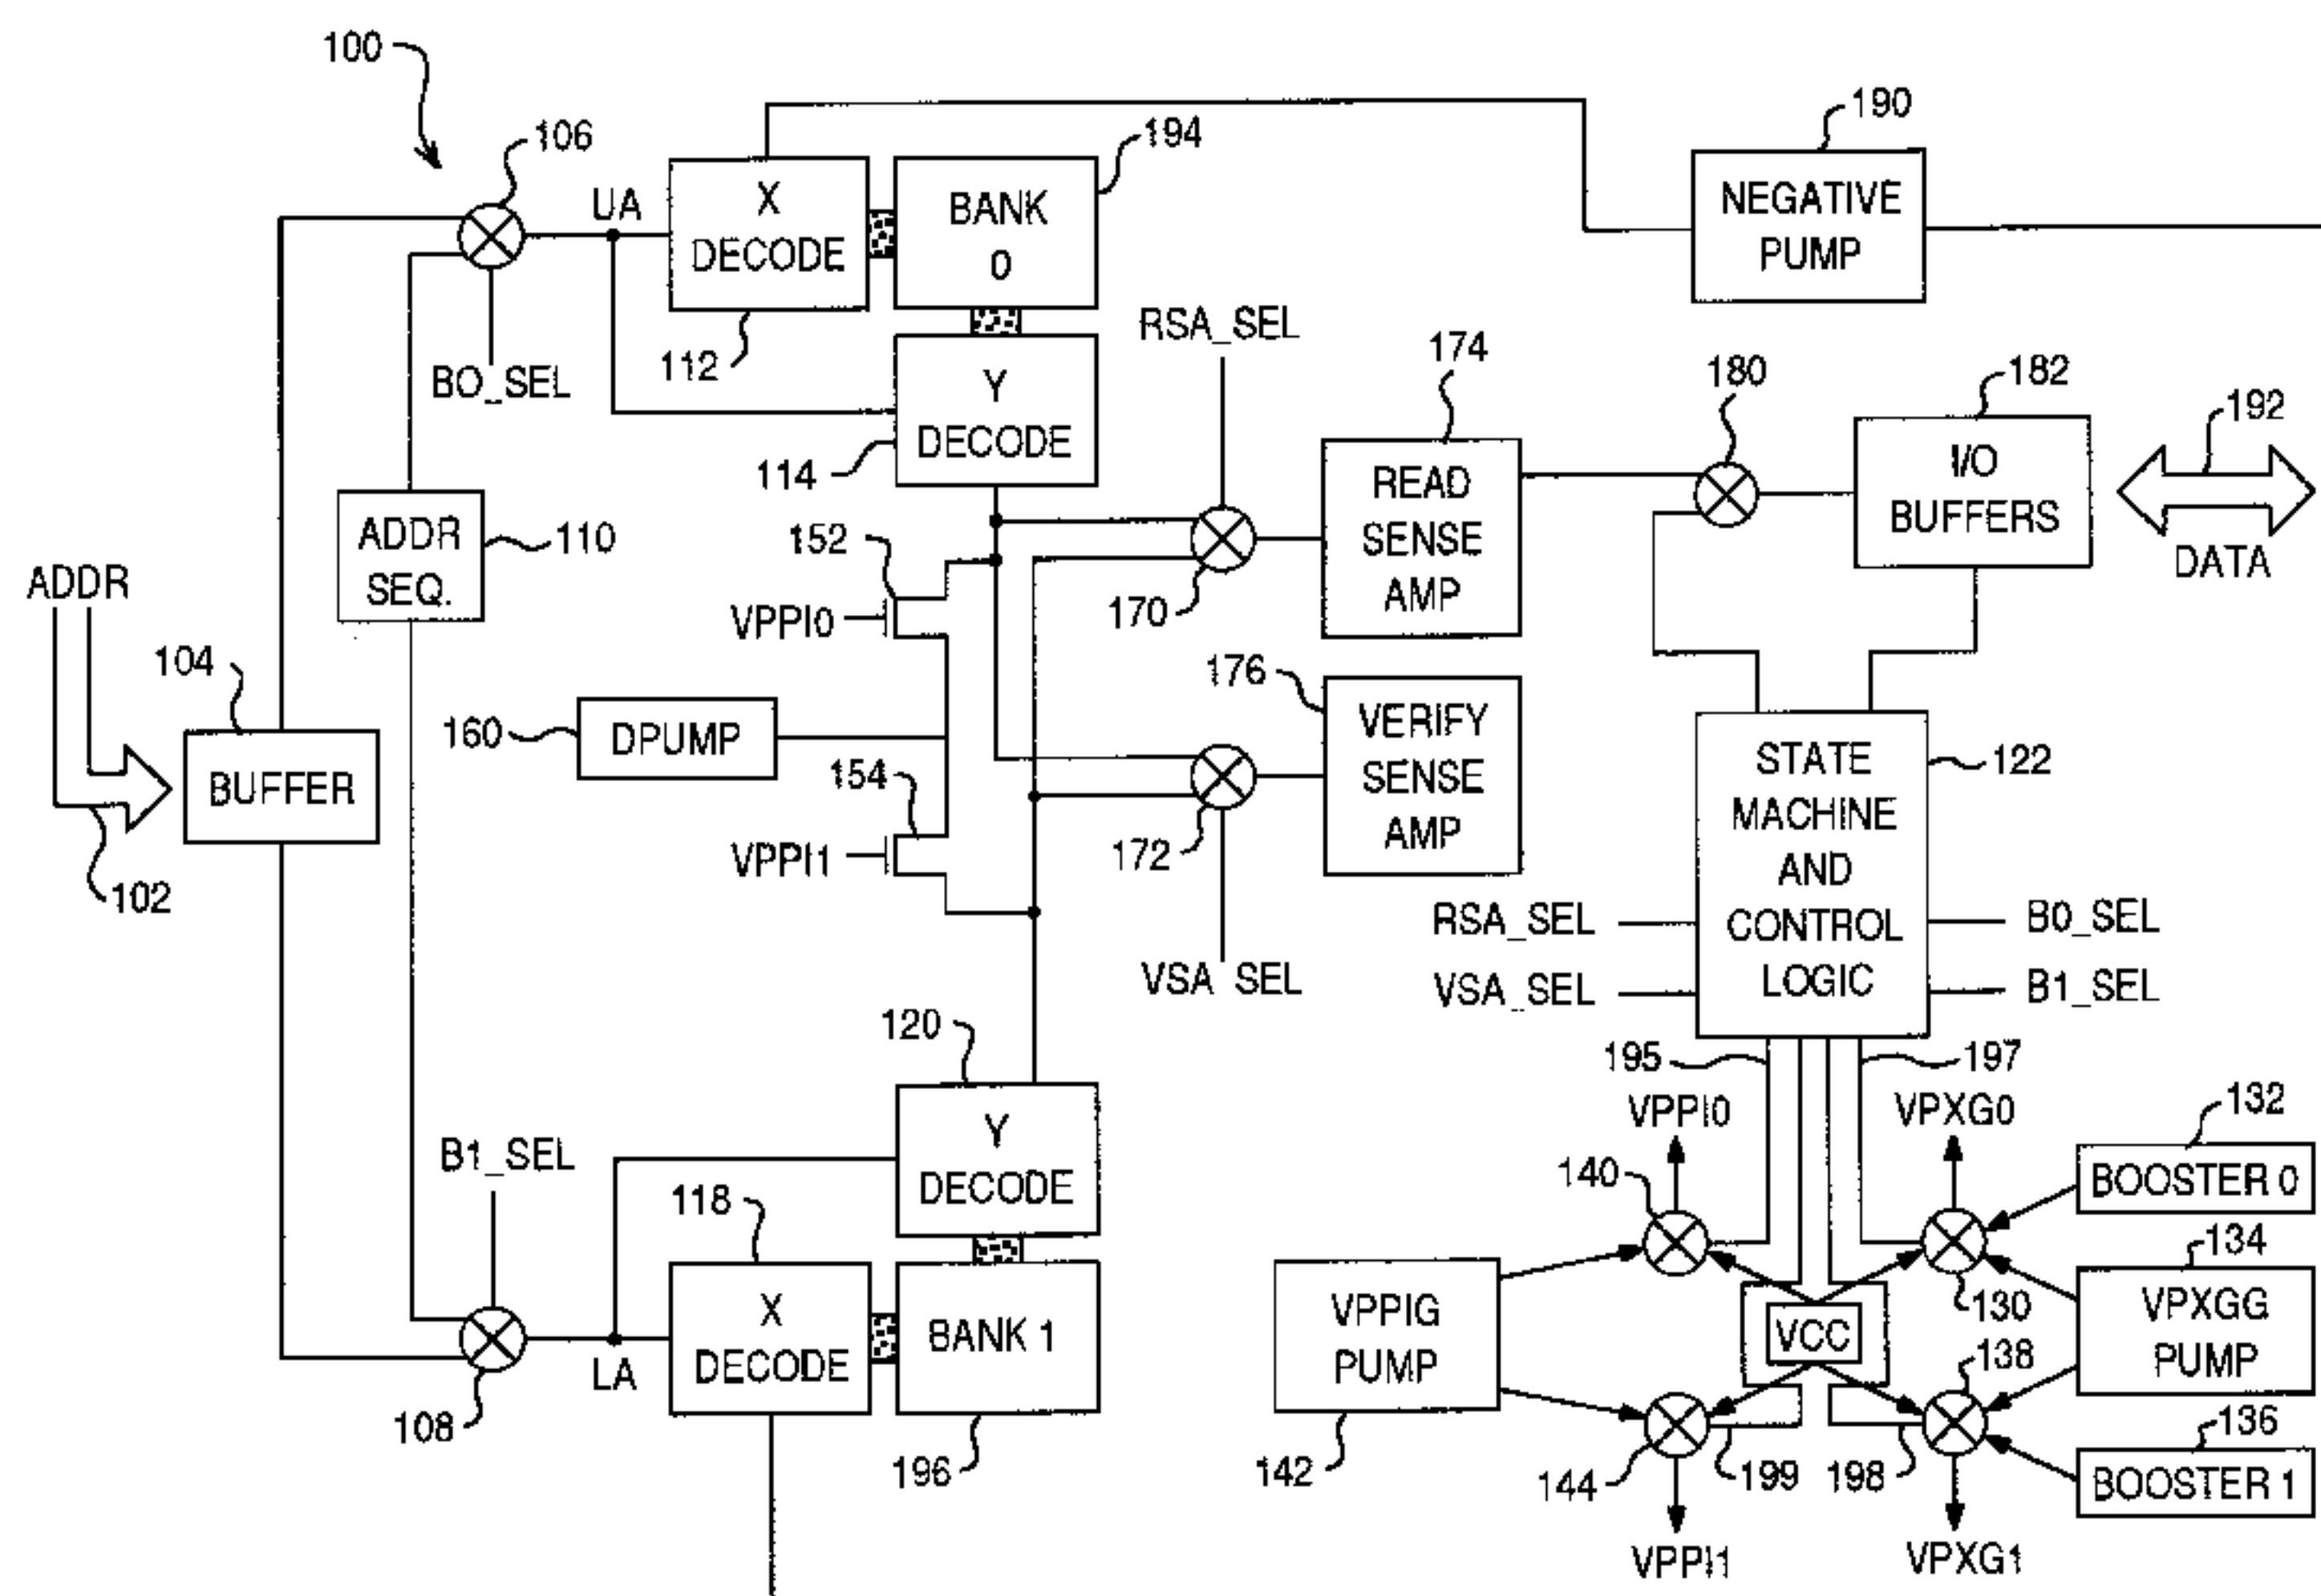 100
106
UA
X
DECODE
BANK
0
194
190
NEGATIVE
PUMP
BO_SEL
112
Y
DECODE
114
RSA_SEL
174
180
182
192
READ
SENSE
AMP
I/O
BUFFERS
DATA
ADDR
SEQ.
110
ADDR
152
VPPI0
170
104
BUFFER
102
160
DPUMP
154
VPPI1
176
VERIFY
SENSE
AMP
172
VSA SEL
STATE
MACHINE
AND
CONTROL
LOGIC
122
RSA_SEL
VSA_SEL
B0_SEL
B1_SEL
195
197
120
Y
DECODE
B1_SEL
118
X
DECODE
BANK 1
LA
108
196
VPPI0
VPXG0
132
BOOSTER 0
140
134
VPXGG
PUMP
130
VPPIG
PUMP
VCC
138
142
144
199
198
136
BOOSTER 1
VPPI1
VPXG1